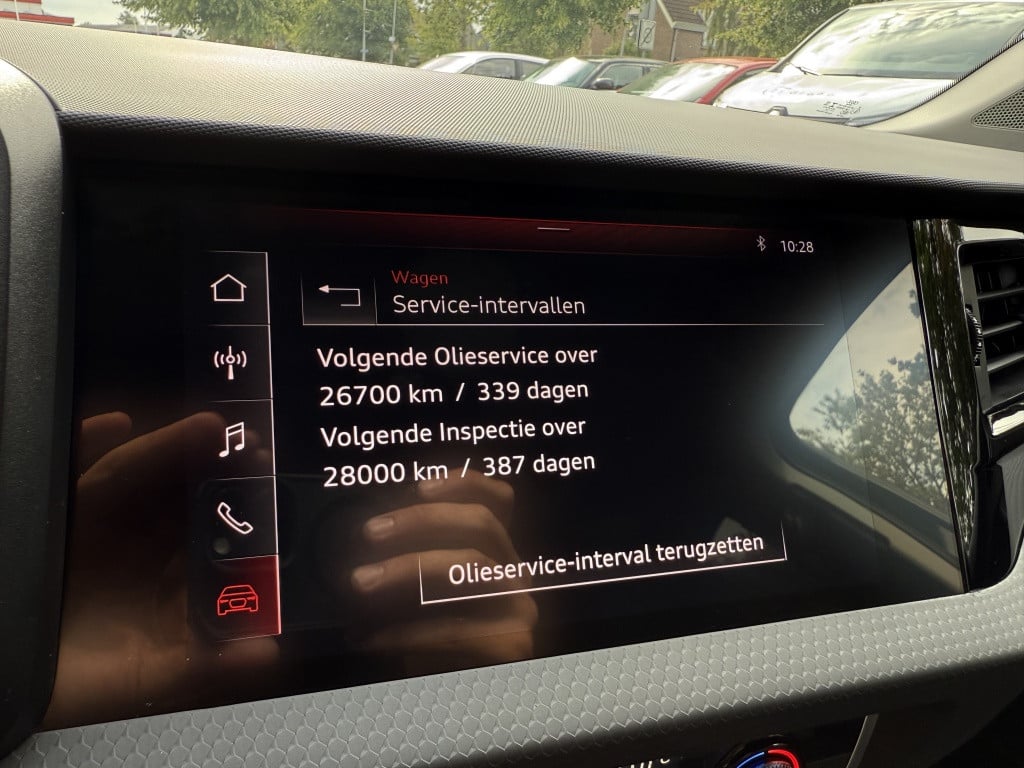 10:28
Wagen
Service-intervallen
Volgende Olieservice over
26700 km / 339 dagen
Volgende Inspectie over
28000 km / 387 dagen
Olieservice-interval terugzetten